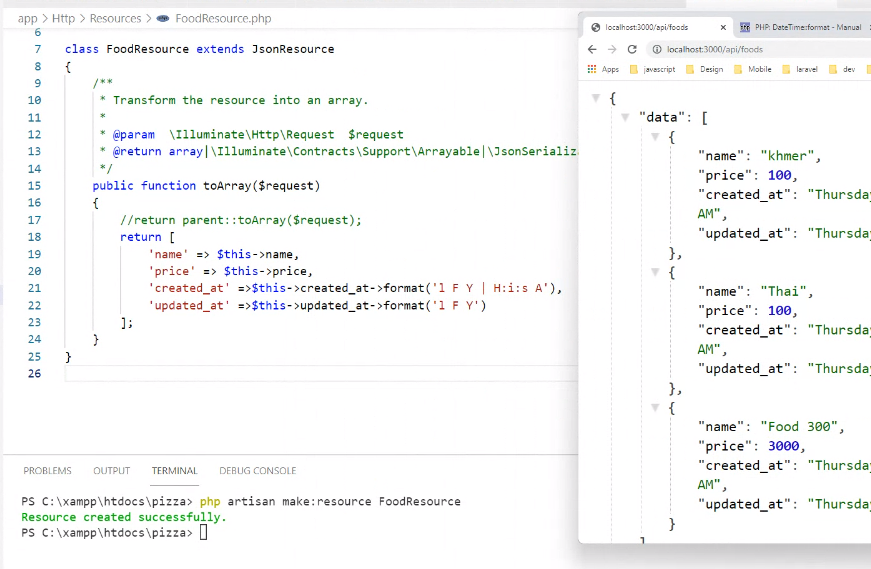 app > Http > Resources > FoodResource.php
6
7 class FoodResource extends JsonResource
8 {
9 /**
10 * Transform the resource into an array.
11 *
12 * @param  \Illuminate\Http\Request  $request
13 * @return array|\Illuminate\Contracts\Support\Arrayable|\JsonSerializa
14 */
15 public function toArray($request)
16 {
17 //return parent::toArray($request);
18 return [
19 'name' => $this->name,
20 'price' => $this->price,
21 'created_at' =>$this->created_at->format('l F Y | H:i:s A'),
22 'updated_at' =>$this->updated_at->format('l F Y')
23 ];
24 }
25 }
26
PROBLEMS OUTPUT TERMINAL DEBUG CONSOLE
PS C:\xampp\htdocs\pizza> php artisan make:resource FoodResource
Resource created successfully.
PS C:\xampp\htdocs\pizza>
localhost:3000/api/foods × PHP: DateTime::format - Manual
localhost:3000/api/foods
Apps javascript Design Mobile laravel dev
{
"data": [
{
"name": "khmer",
"price": 100,
"created_at": "Thursday
AM",
"updated_at": "Thursday
},
{
"name": "Thai",
"price": 100,
"created_at": "Thursday
AM",
"updated_at": "Thursday
},
{
"name": "Food 300",
"price": 3000,
"created_at": "Thursday
AM",
"updated_at": "Thursday
}
]